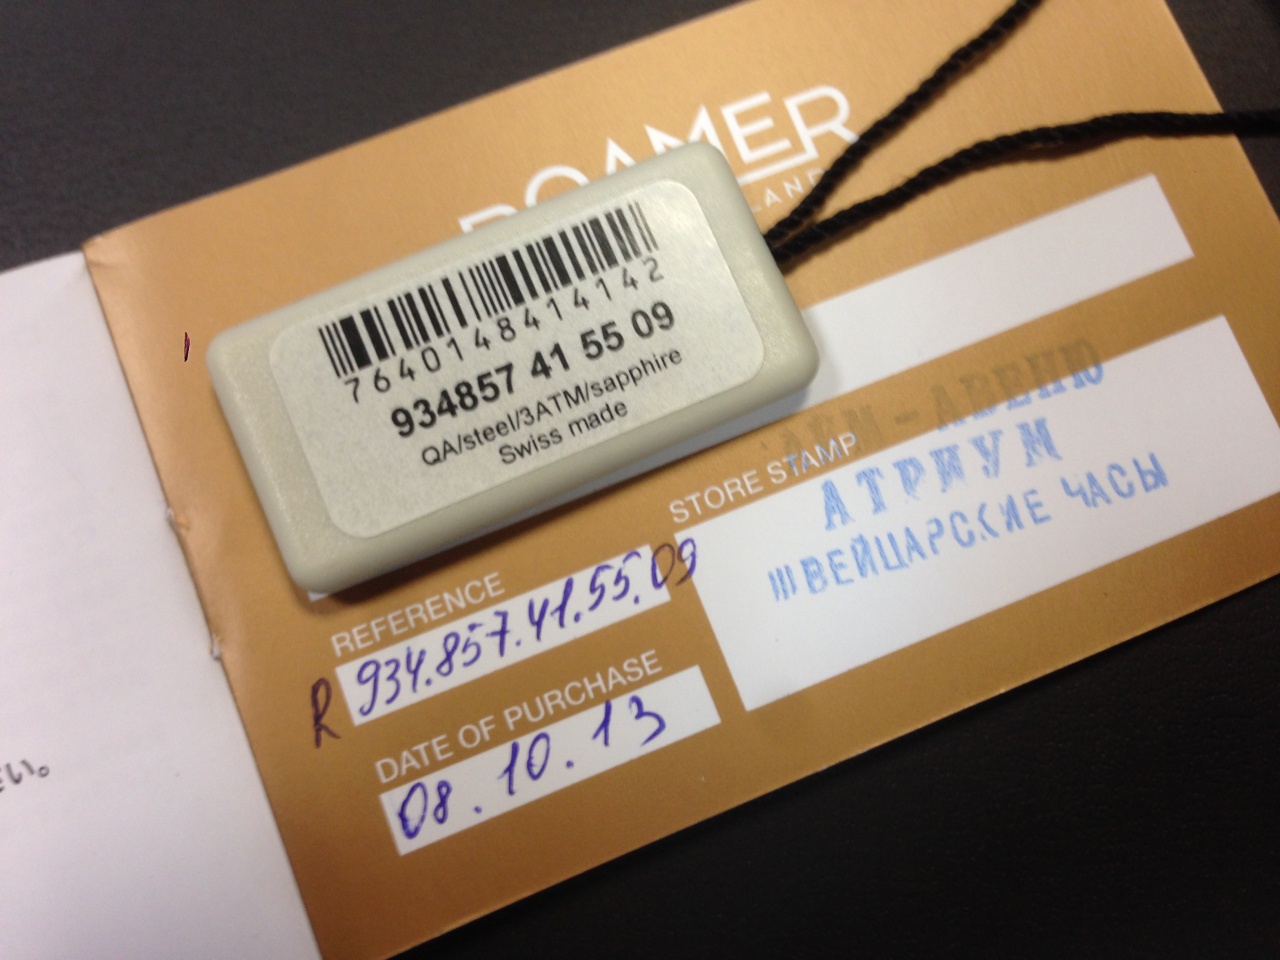 ROAMER
7640148414142
934857 41 55 09
QA/steel/3ATM/sapphire
Swiss made
STORE STAMP
АТРИУМ
ШВЕЙЦАРСКИЕ ЧАСЫ
REFERENCE
R 934.857.41.55.09
DATE OF PURCHASE
08.10.13